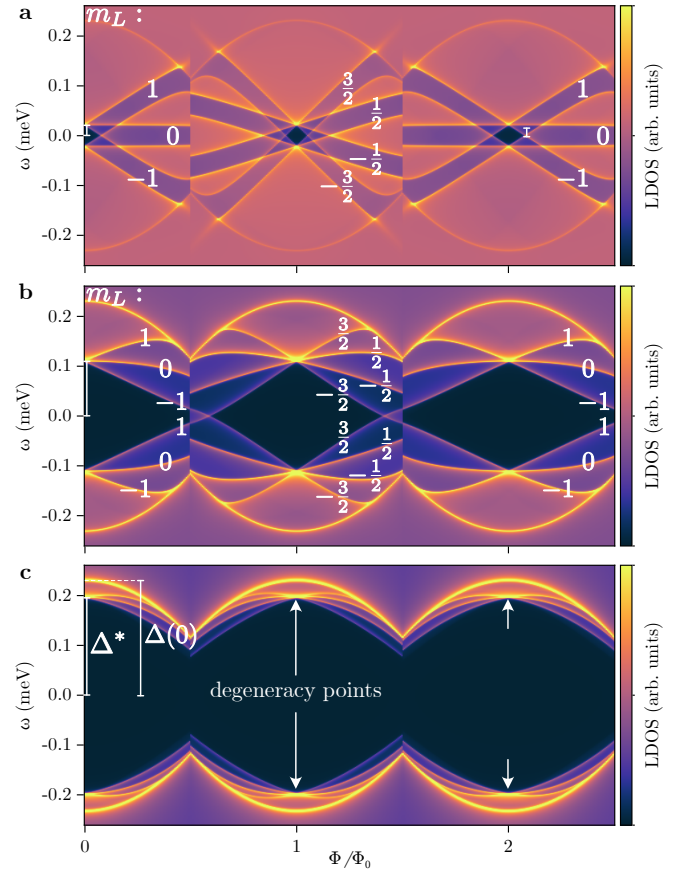 a
m_L :
ω (meV)
0.2
0.1
0.0
-0.1
-0.2
1
0
−1
3/2
1/2
−1/2
−3/2
1
0
−1
LDOS (arb. units)
b
m_L :
ω (meV)
0.2
0.1
0.0
-0.1
-0.2
1
0
−1
1
0
−1
3/2
1/2
−1/2
−3/2
3/2
1/2
−1/2
−3/2
1
0
−1
1
0
−1
LDOS (arb. units)
c
ω (meV)
0.2
0.1
0.0
-0.1
-0.2
Δ*
Δ(0)
degeneracy points
LDOS (arb. units)
0 1 2
Φ/Φ₀